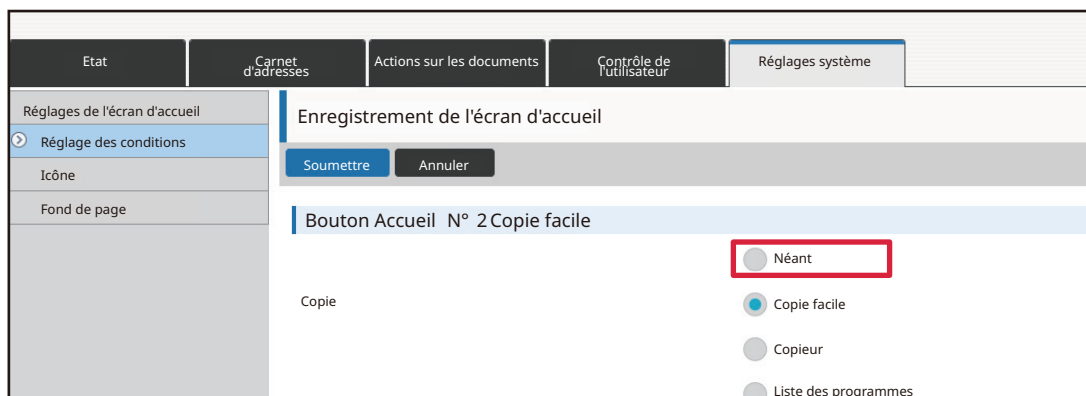 Etat
Carnet
d'adresses
Actions sur les documents
Contrôle de
l'utilisateur
Réglages système
Réglages de l'écran d'accueil
Réglage des conditions
Icône
Fond de page
Enregistrement de l'écran d'accueil
Soumettre
Annuler
Bouton Accueil N° 2 Copie facile
Néant
Copie
Copie facile
Copieur
Liste des programmes